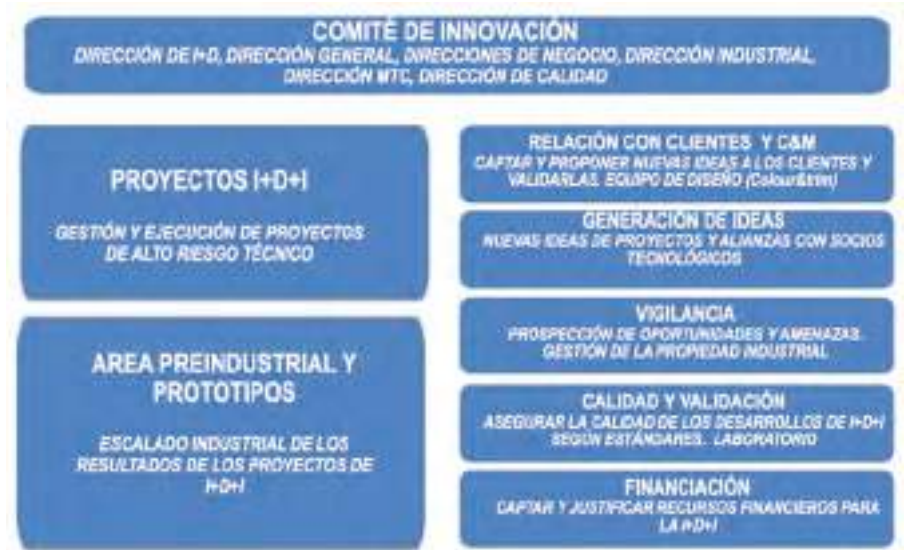 COMITÉ DE INNOVACIÓN
DIRECCIÓN DE I+D, DIRECCIÓN GENERAL, DIRECCIONES DE NEGOCIO, DIRECCIÓN INDUSTRIAL,
DIRECCIÓN MTC, DIRECCIÓN DE CALIDAD
PROYECTOS I+D+I
GESTIÓN Y EJECUCIÓN DE PROYECTOS
DE ALTO RIESGO TÉCNICO
AREA PREINDUSTRIAL Y
PROTOTIPOS
ESCALADO INDUSTRIAL DE LOS
RESULTADOS DE LOS PROYECTOS DE
I+D+I
RELACIÓN CON CLIENTES Y C&M
CAPTAR Y PROPONER NUEVAS IDEAS A LOS CLIENTES Y
VALIDARLAS. EQUIPO DE DISEÑO (Colour&trim)
GENERACIÓN DE IDEAS
NUEVAS IDEAS DE PROYECTOS Y ALIANZAS CON SOCIOS
TECNOLÓGICOS
VIGILANCIA
PROSPECCIÓN DE OPORTUNIDADES Y AMENAZAS.
GESTIÓN DE LA PROPIEDAD INDUSTRIAL
CALIDAD Y VALIDACIÓN
ASEGURAR LA CALIDAD DE LOS DESARROLLOS DE I+D+I
SEGÚN ESTÁNDARES. LABORATORIO
FINANCIACIÓN
CAPTAR Y JUSTIFICAR RECURSOS FINANCIEROS PARA
LA I+D+I